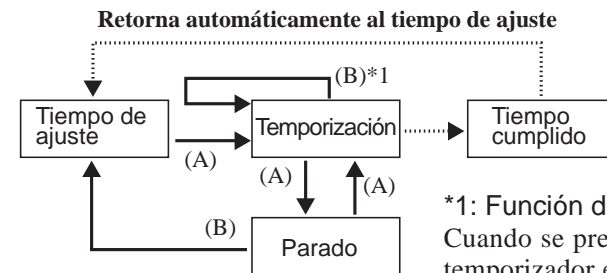 Retorna automáticamente al tiempo de ajuste
(B)*1
Tiempo de
ajuste
Temporización
Tiempo
cumplido
(A)
(A)
(A)
(B)
Parado
*1: Función
Cuando se
temporizador